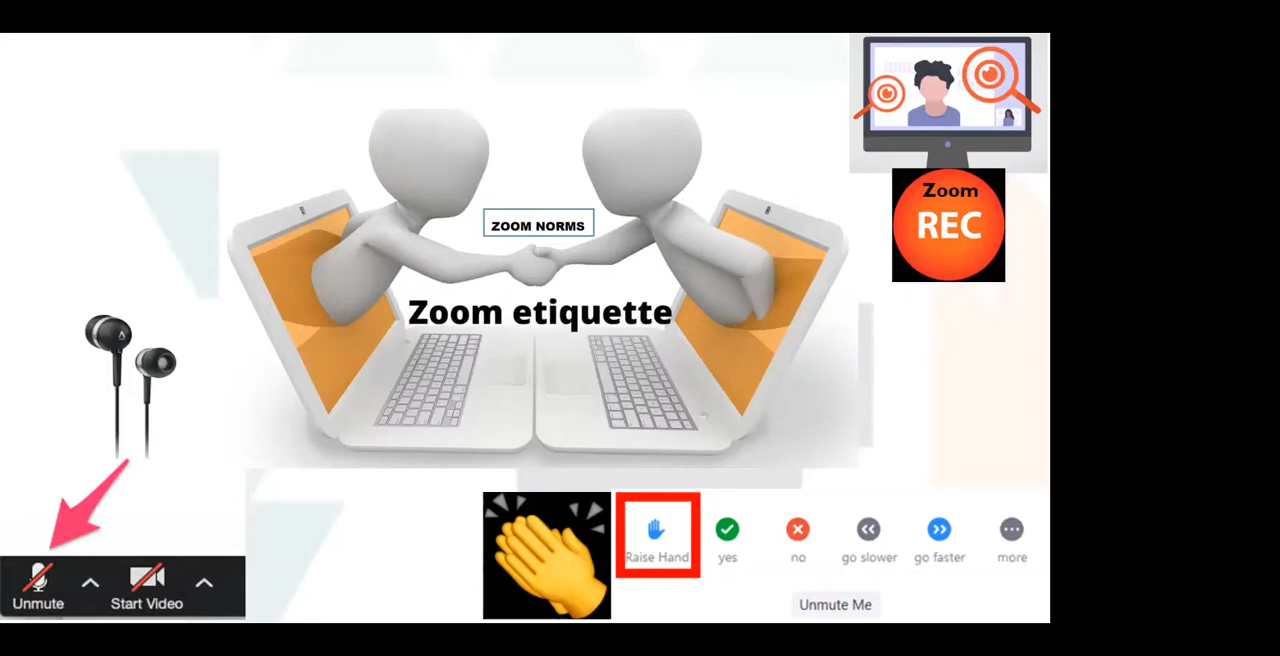 Zoom
REC
ZOOM NORMS
Zoom etiquette
Raise Hand
yes
no
go slower
go faster
more
Unmute
Start Video
Unmute Me